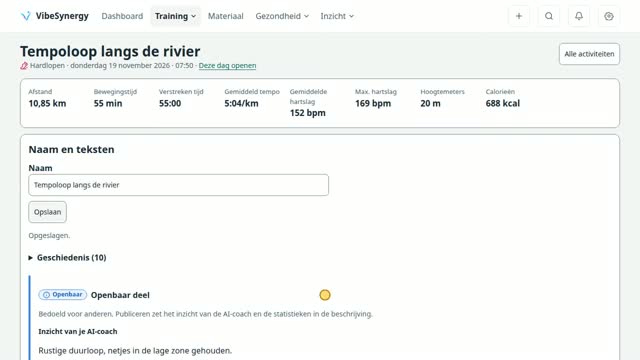 VibeSynergy Dashboard Training Materiaal Gezondheid Inzicht
Tempoloop langs de rivier
Hardlopen · donderdag 19 november 2026 · 07:50 · Deze dag openen
Alle activiteiten
Afstand
10,85 km
Bewegingstijd
55 min
Verstreken tijd
55:00
Gemiddeld tempo
5:04/km
Gemiddelde
hartslag
152 bpm
Max. hartslag
169 bpm
Hoogtemeters
20 m
Calorieën
688 kcal
Naam en teksten
Naam
Tempoloop langs de rivier
Opslaan
Opgeslagen.
Geschiedenis (10)
Openbaar Openbaar deel
Bedoeld voor anderen. Publiceren zet het inzicht van de AI-coach en de statistieken in de beschrijving.
Inzicht van je AI-coach
Rustige duurloop, netjes in de lage zone gehouden.